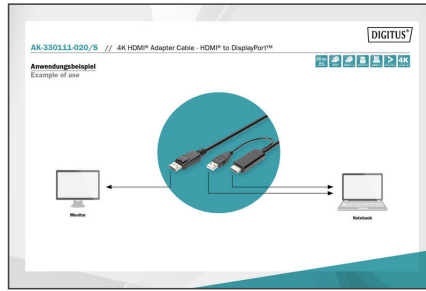 DIGITUS®
AK-330111-020/S // 4K HDMI® Adapter Cable - HDMI® to DisplayPort™
Anwendungsbeispiel
Example of use
4K
Monitor
Notebook